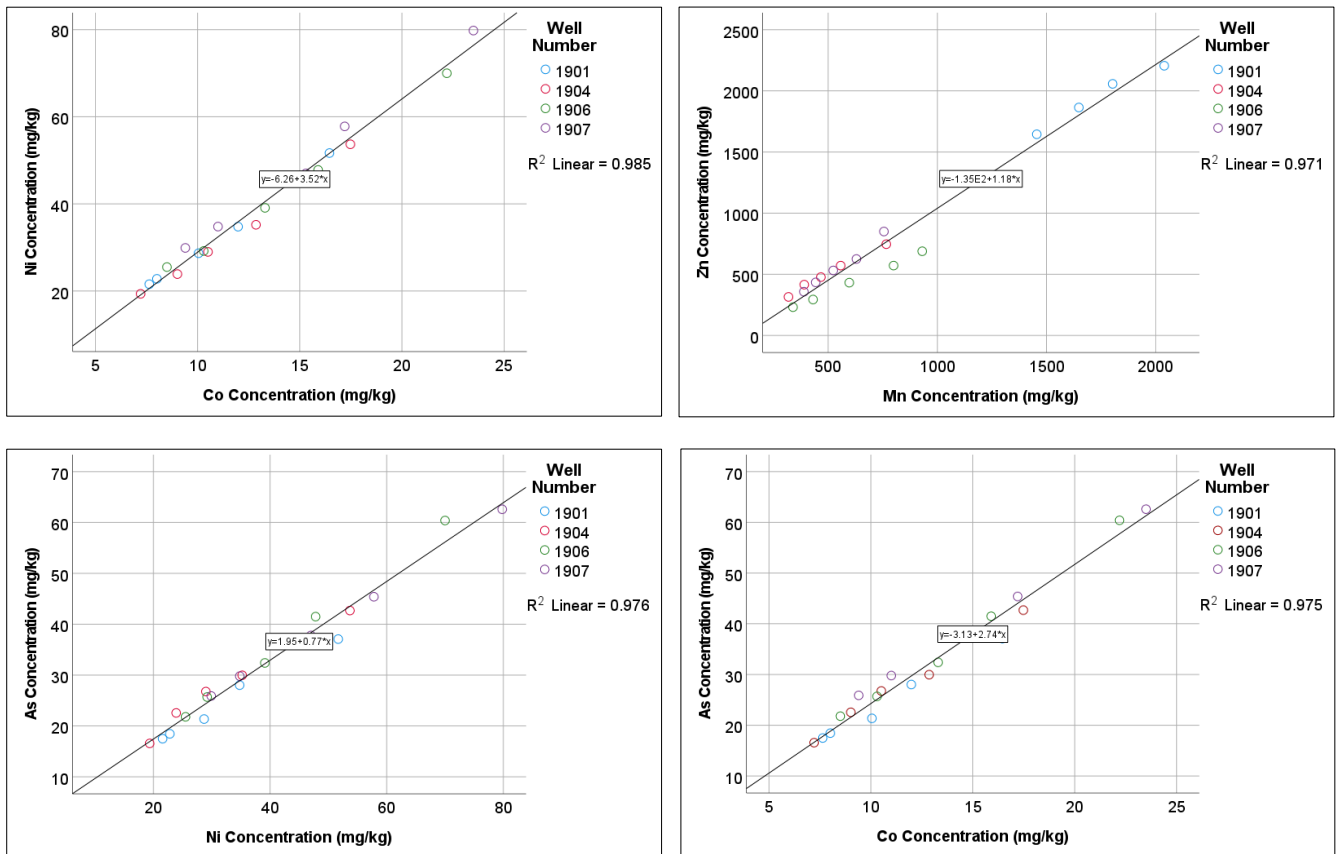 Ni Concentration (mg/kg)
80
60
40
20
y=-6.26+3.52*x
5 10 15 20 25
Co Concentration (mg/kg)
Well
Number
1901
1904
1906
1907
R² Linear = 0.985
Zn Concentration (mg/kg)
2500
2000
1500
1000
500
0
y=-1.35E2+1.18*x
500 1000 1500 2000
Mn Concentration (mg/kg)
Well
Number
1901
1904
1906
1907
R² Linear = 0.971
As Concentration (mg/kg)
70
60
50
40
30
20
10
y=1.95+0.77*x
20 40 60 80
Ni Concentration (mg/kg)
Well
Number
1901
1904
1906
1907
R² Linear = 0.976
As Concentration (mg/kg)
70
60
50
40
30
20
10
y=-3.13+2.74*x
5 10 15 20 25
Co Concentration (mg/kg)
Well
Number
1901
1904
1906
1907
R² Linear = 0.975